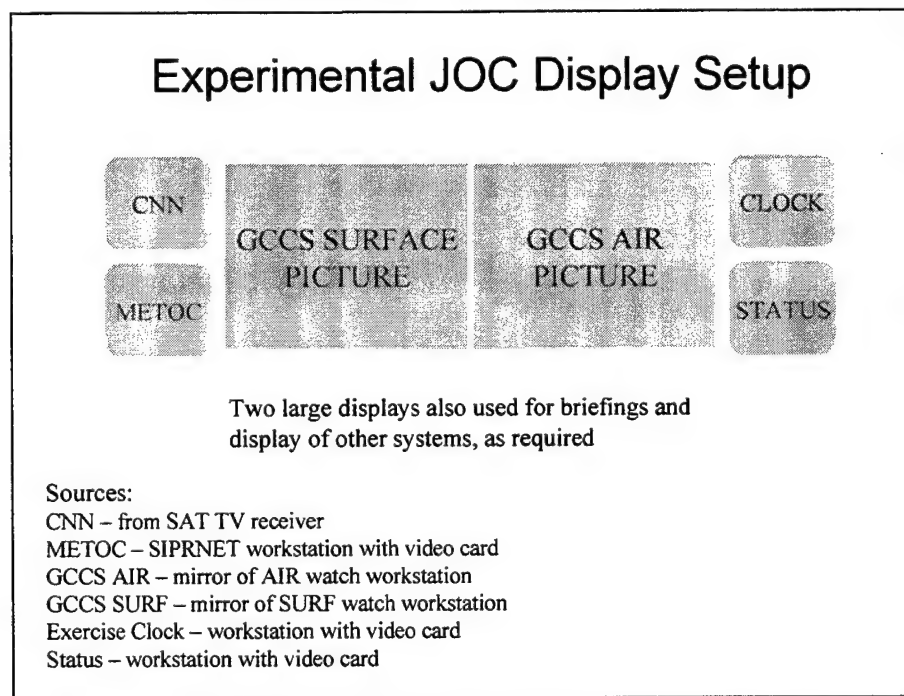 Experimental JOC Display Setup
CNN
METOC
GCCS SURFACE
PICTURE
GCCS AIR
PICTURE
CLOCK
STATUS
Two large displays also used for briefings and
display of other systems, as required
Sources:
CNN – from SAT TV receiver
METOC – SIPRNET workstation with video card
GCCS AIR – mirror of AIR watch workstation
GCCS SURF – mirror of SURF watch workstation
Exercise Clock – workstation with video card
Status – workstation with video card